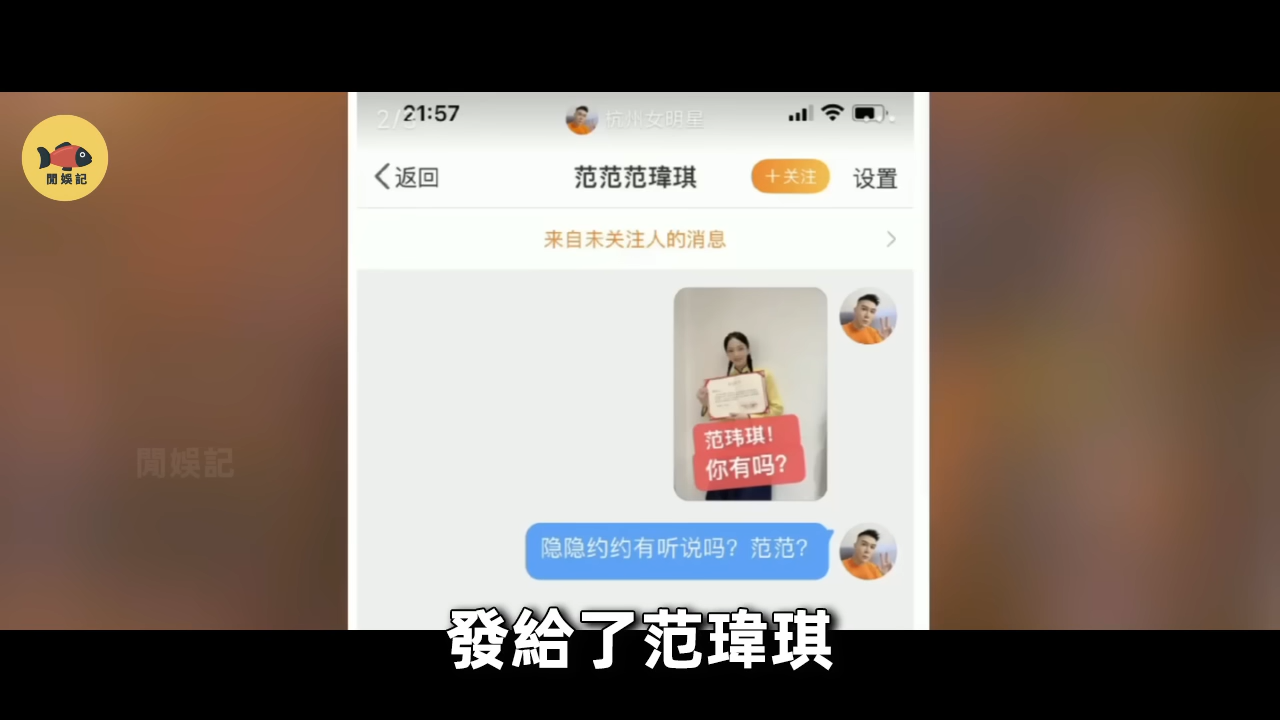 21:57
杭州女明星
返回
范范范瑋琪
+关注
设置
来自未关注人的消息
聞娛記
范玮琪!
你有吗?
隐隐约约有听说吗? 范范?
聞娛記
發給了范瑋琪